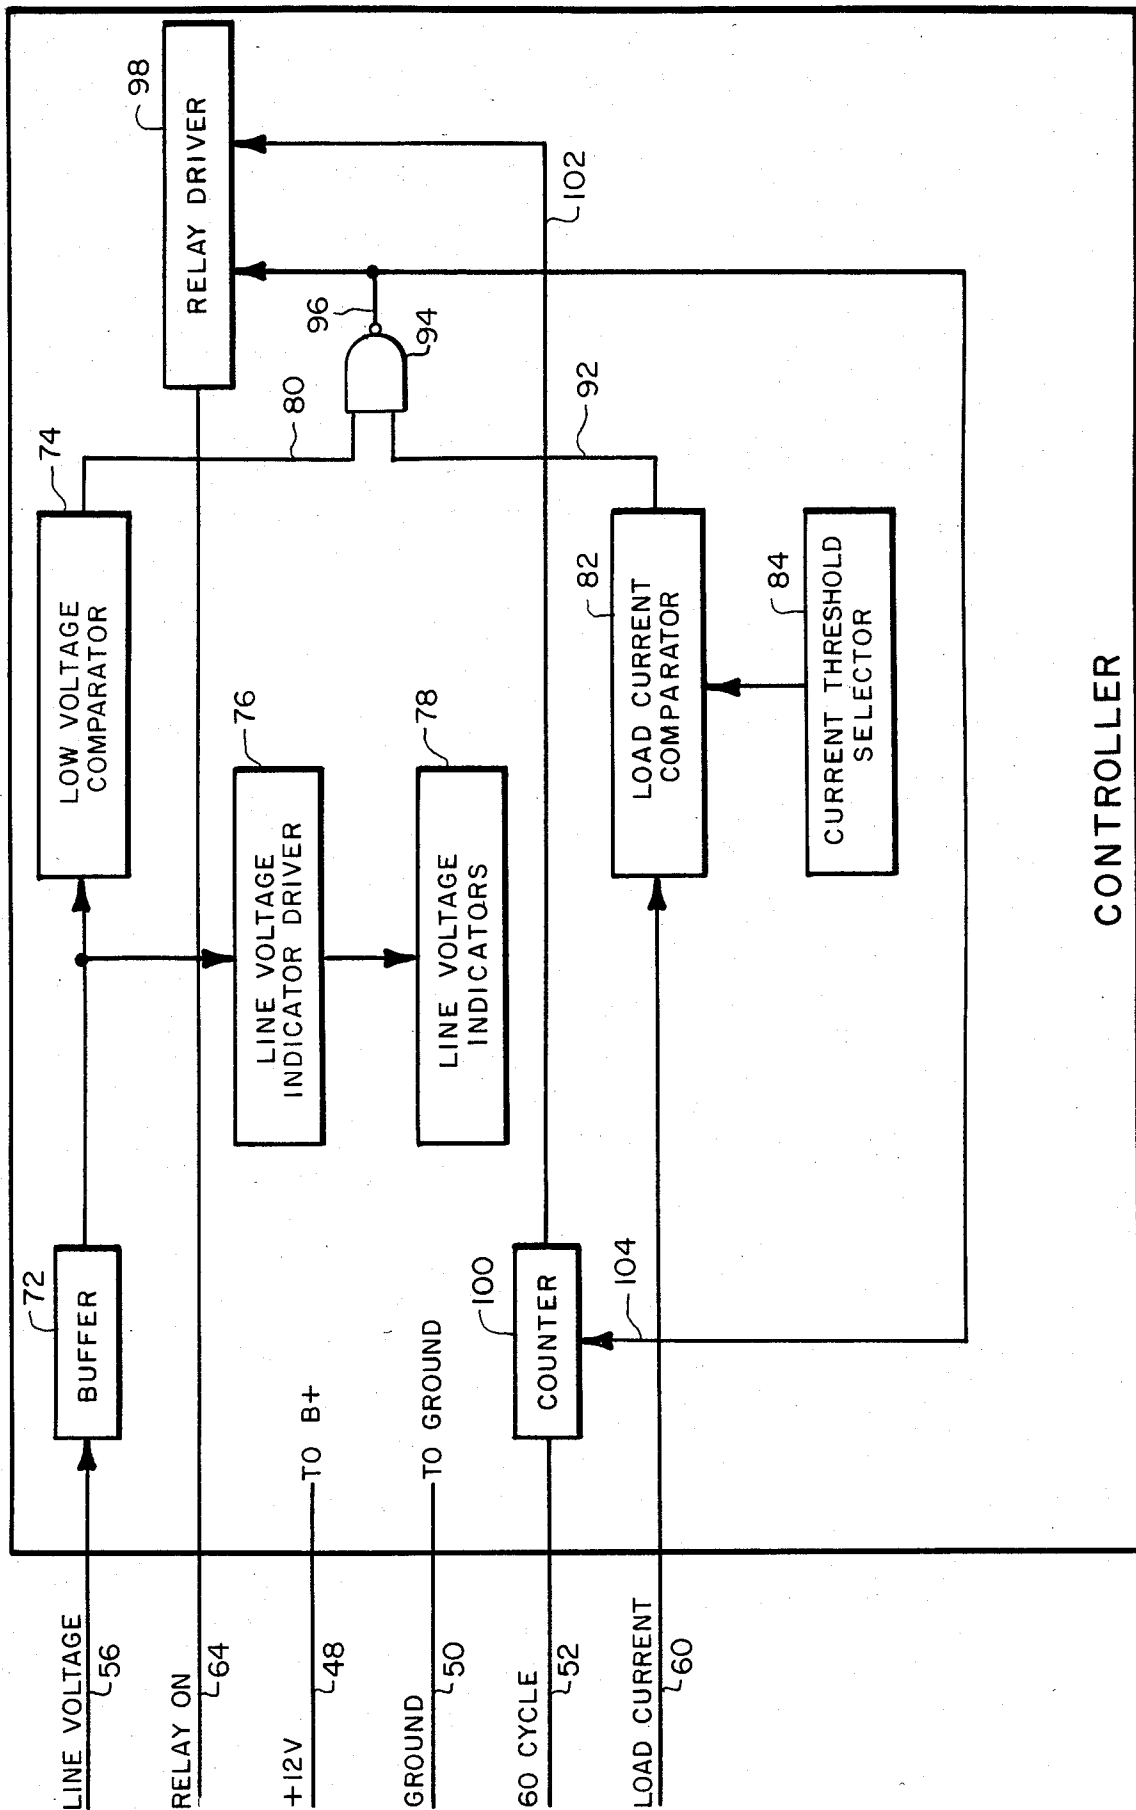 LINE VOLTAGE
56
RELAY ON
64
+12V
48
TO B+
GROUND
50
TO GROUND
60 CYCLE
52
LOAD CURRENT
60
72
BUFFER
74
LOW VOLTAGE
COMPARATOR
76
LINE VOLTAGE
INDICATOR DRIVER
78
LINE VOLTAGE
INDICATORS
80
82
LOAD CURRENT
COMPARATOR
84
CURRENT THRESHOLD
SELECTOR
92
94
96
98
RELAY DRIVER
100
COUNTER
102
104
CONTROLLER